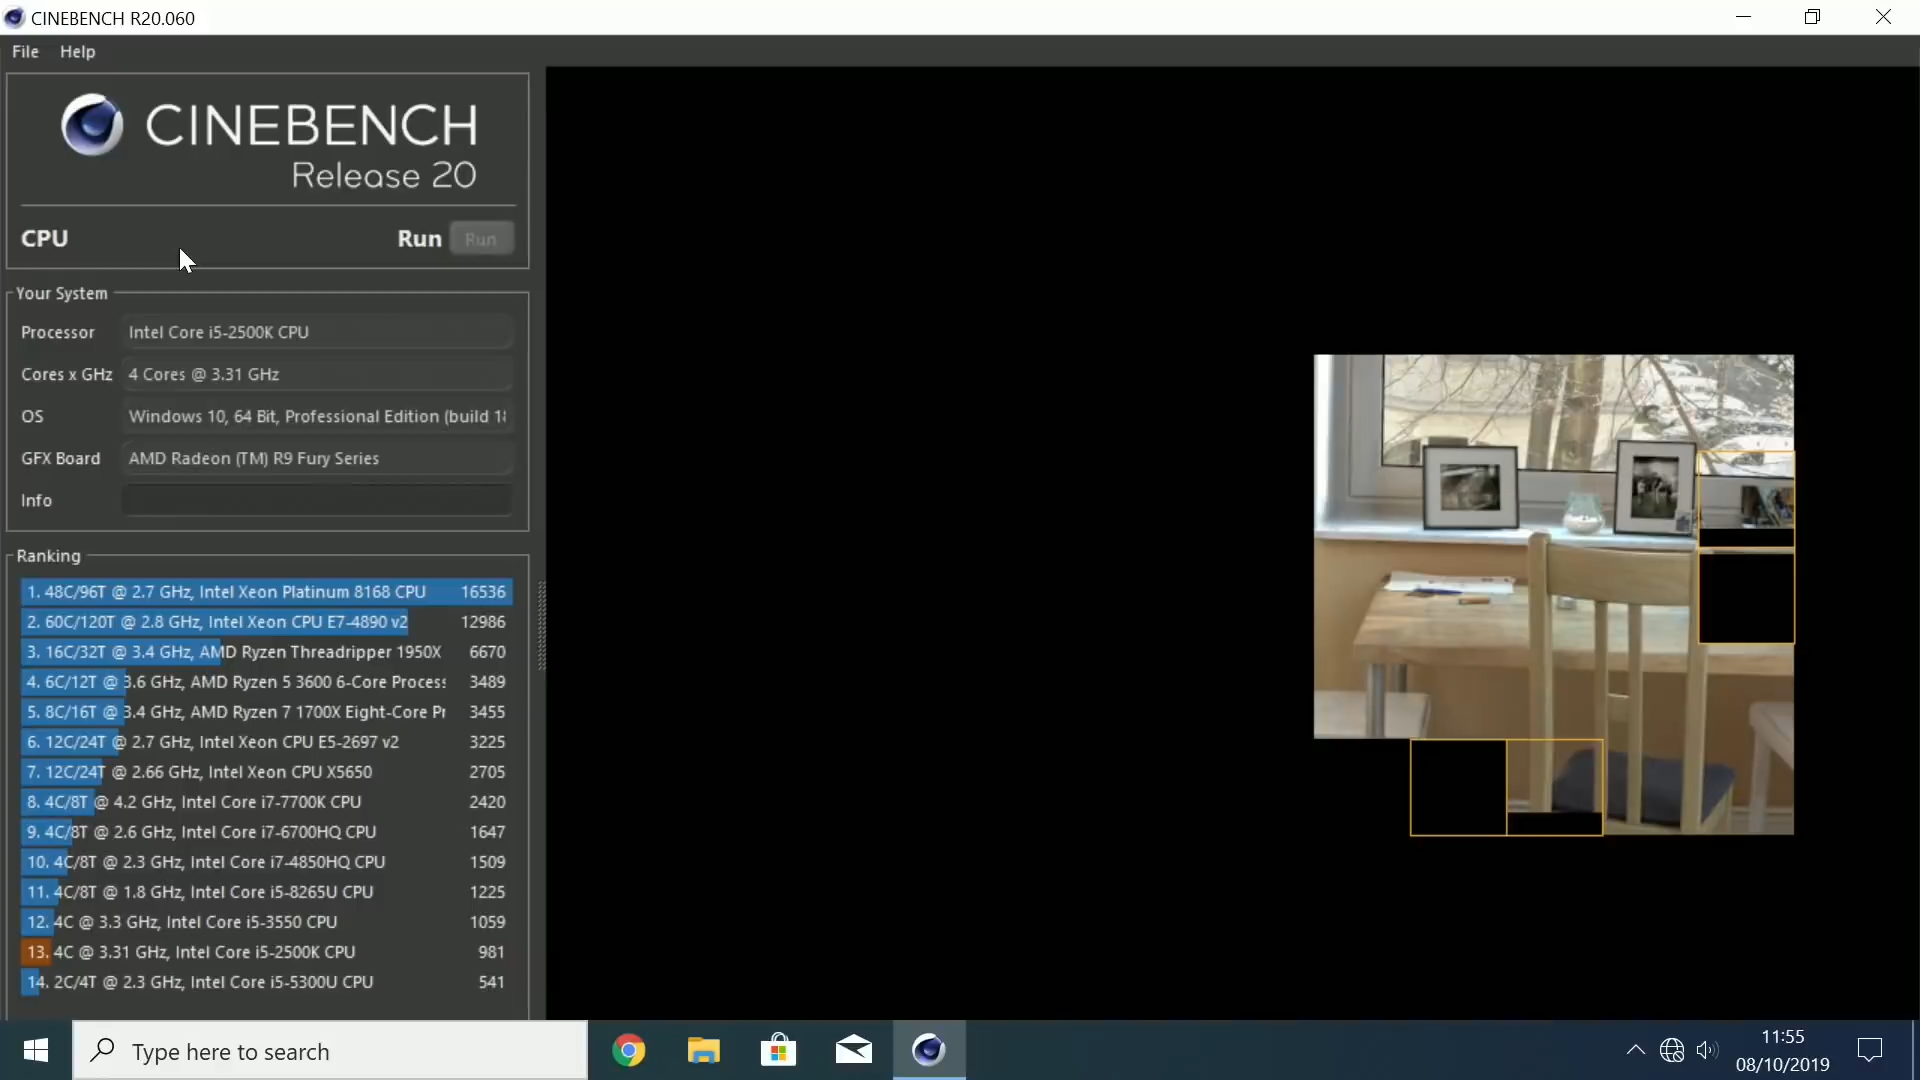 CINEBENCH R20.060
File Help
CINEBENCH
Release 20
CPU Run Run
Your System
Processor Intel Core i5-2500K CPU
Cores x GHz 4 Cores @ 3.31 GHz
OS Windows 10, 64 Bit, Professional Edition (build
GFX Board AMD Radeon (TM) R9 Fury Series
Info
Ranking
1. 48C/96T @ 2.7 GHz, Intel Xeon Platinum 8168 CPU 16536
2. 60C/120T @ 2.8 GHz, Intel Xeon CPU E7-4890 v2 12986
3. 16C/32T @ 3.4 GHz, AMD Ryzen Threadripper 1950X 6670
4. 6C/12T @ 3.6 GHz, AMD Ryzen 5 3600 6-Core Process 3489
5. 8C/16T @ 3.4 GHz, AMD Ryzen 7 1700X Eight-Core Pr 3455
6. 12C/24T @ 2.7 GHz, Intel Xeon CPU E5-2697 v2 3225
7. 12C/24T @ 2.66 GHz, Intel Xeon CPU X5650 2705
8. 4C/8T @ 4.2 GHz, Intel Core i7-7700K CPU 2420
9. 4C/8T @ 2.6 GHz, Intel Core i7-6700HQ CPU 1647
10. 4C/8T @ 2.3 GHz, Intel Core i7-4850HQ CPU 1509
11. 4C/8T @ 1.8 GHz, Intel Core i5-8265U CPU 1225
12. 4C @ 3.3 GHz, Intel Core i5-3550 CPU 1059
13. 4C @ 3.31 GHz, Intel Core i5-2500K CPU 981
14. 2C/4T @ 2.3 GHz, Intel Core i5-5300U CPU 541
Type here to search
11:55
08/10/2019